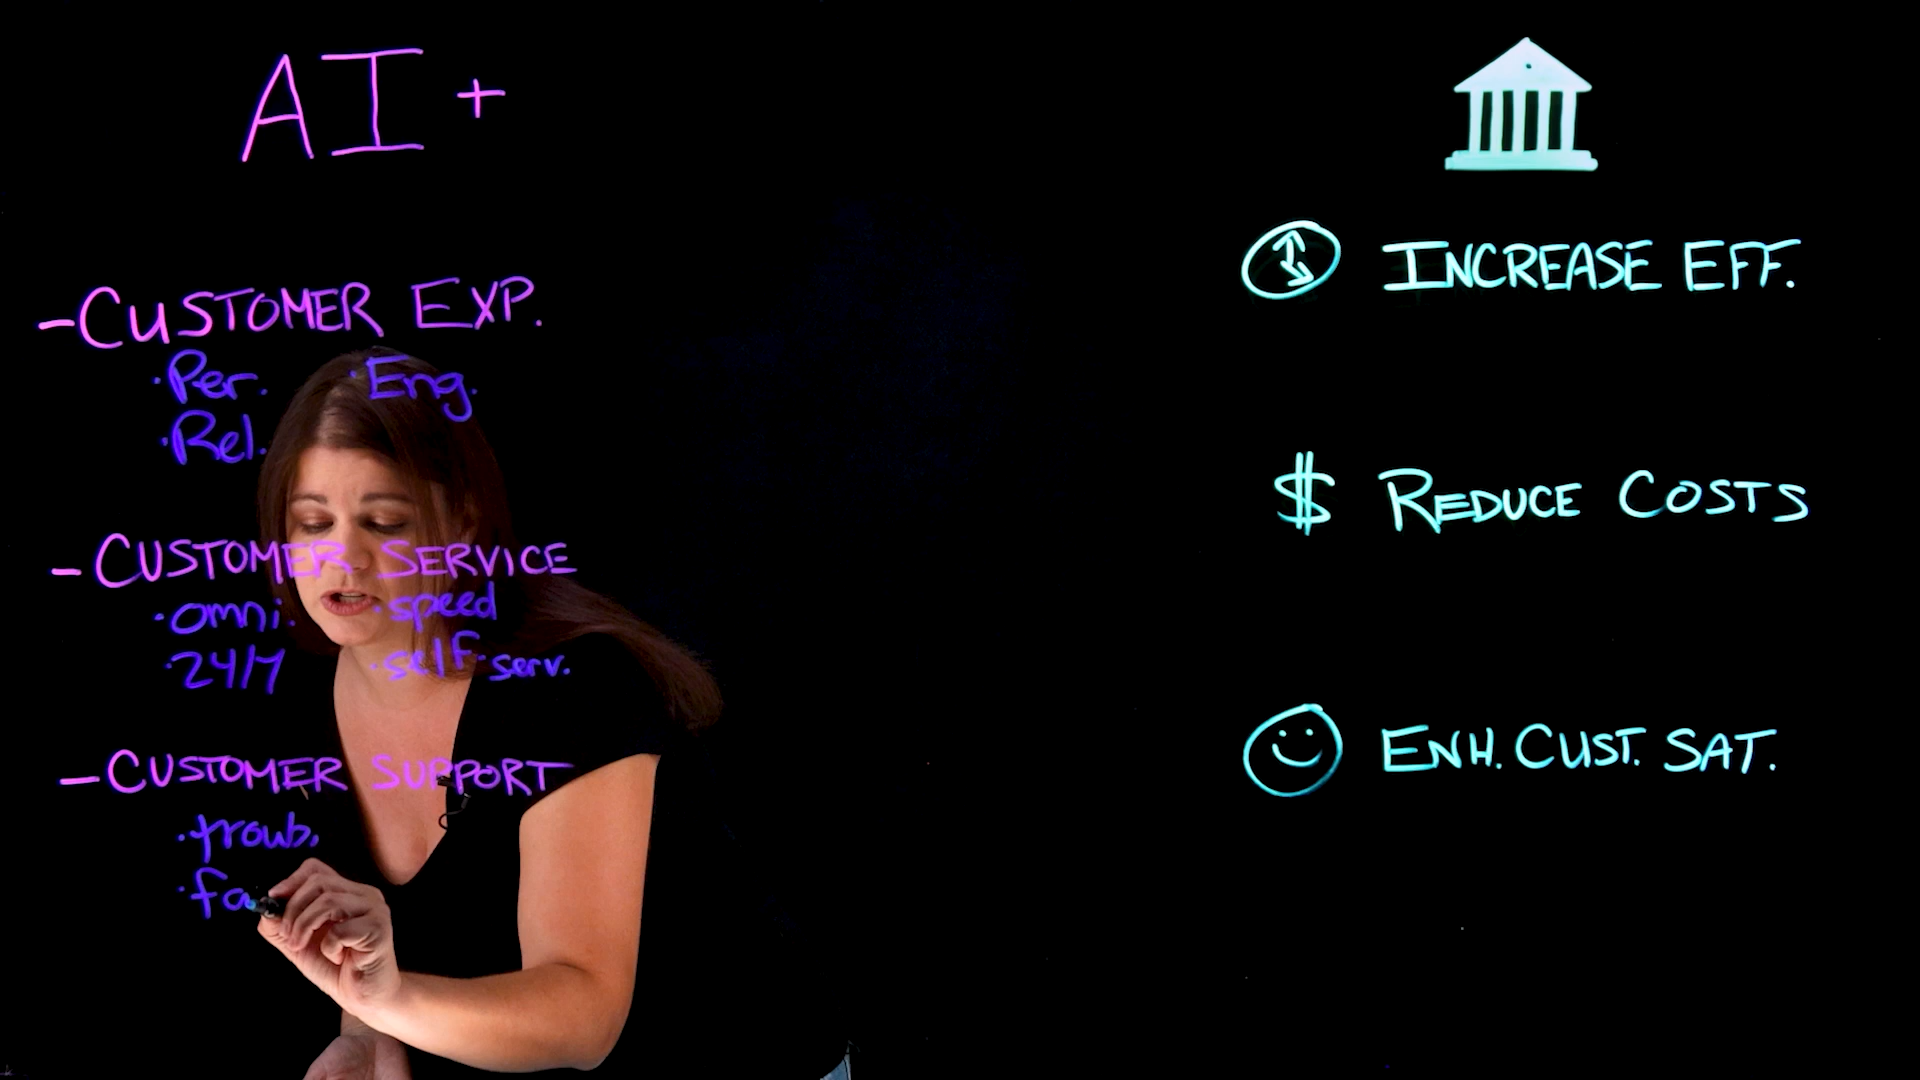 AI +
- CUSTOMER EXP.
· Per. · Eng.
· Rel.
- CUSTOMER SERVICE
· omni. · speed
· 24/7 · self-serv.
- CUSTOMER SUPPORT
· troub.
· fa
INCREASE EFF.
$ REDUCE COSTS
ENH. CUST. SAT.